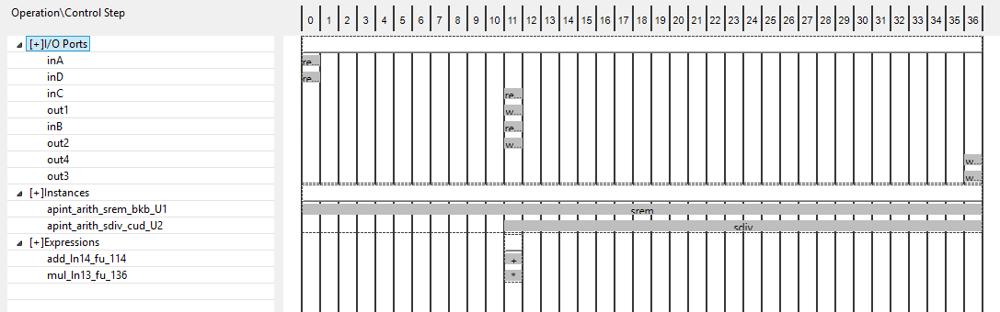 Operation\Control Step
0 1 2 3 4 5 6 7 8 9 10 11 12 13 14 15 16 17 18 19 20 21 22 23 24 25 26 27 28 29 30 31 32 33 34 35 36
[+]I/O Ports
inA re...
inD re...
inC re...
out1 w...
inB re...
out2 w...
out4 w...
out3 w...
[+]Instances
apint_arith_srem_bkb_U1 srem
apint_arith_sdiv_cud_U2 sdiv
[+]Expressions
add_ln14_fu_114 +
mul_ln13_fu_136 *